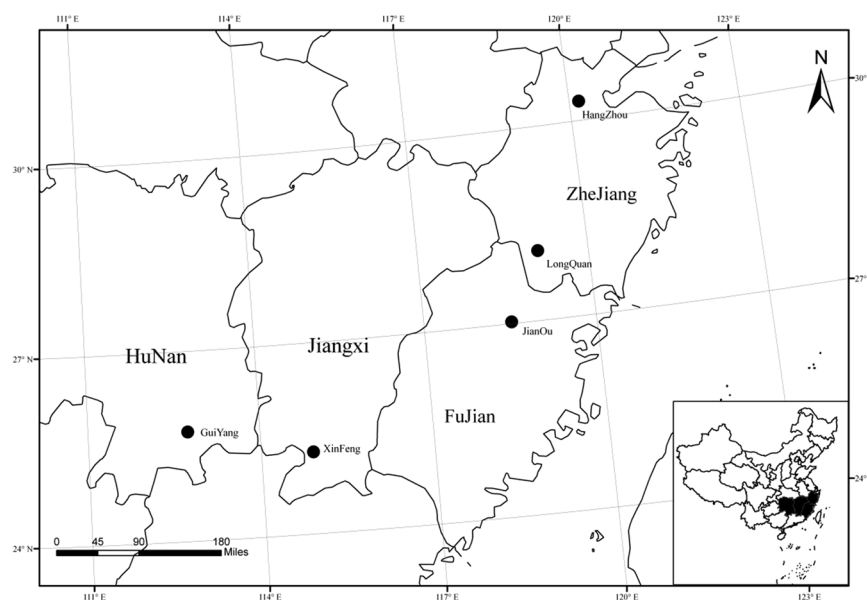 111° E 114° E 117° E 120° E 123° E
N
30° N
HangZhou
30° N
ZheJiang
LongQuan
27° N
JianOu
Jiangxi
HuNan
27° N
FuJian
GuiYang
XinFeng
24° N
0 45 90 180
Miles
24° N
111° E 114° E 117° E 120° E 123° E